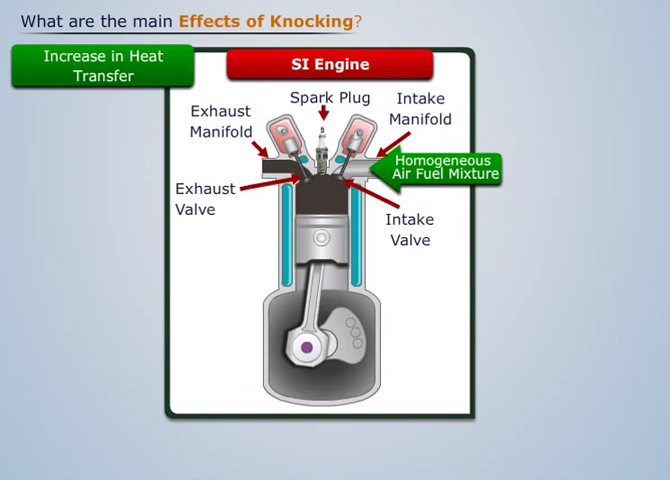 What are the main Effects of Knocking?
Increase in Heat
Transfer
SI Engine
Spark Plug
Exhaust
Manifold
Intake
Manifold
Homogeneous
Air Fuel Mixture
Exhaust
Valve
Intake
Valve